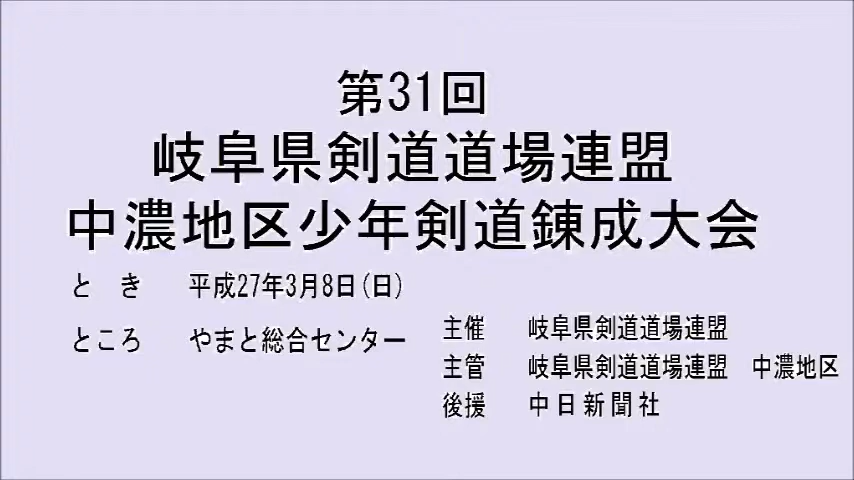 第31回
岐阜県剣道道場連盟
中濃地区少年剣道錬成大会
とき 平成27年3月8日(日)
ところ やまと総合センター
主催 岐阜県剣道道場連盟
主管 岐阜県剣道道場連盟 中濃地区
後援 中日新聞社